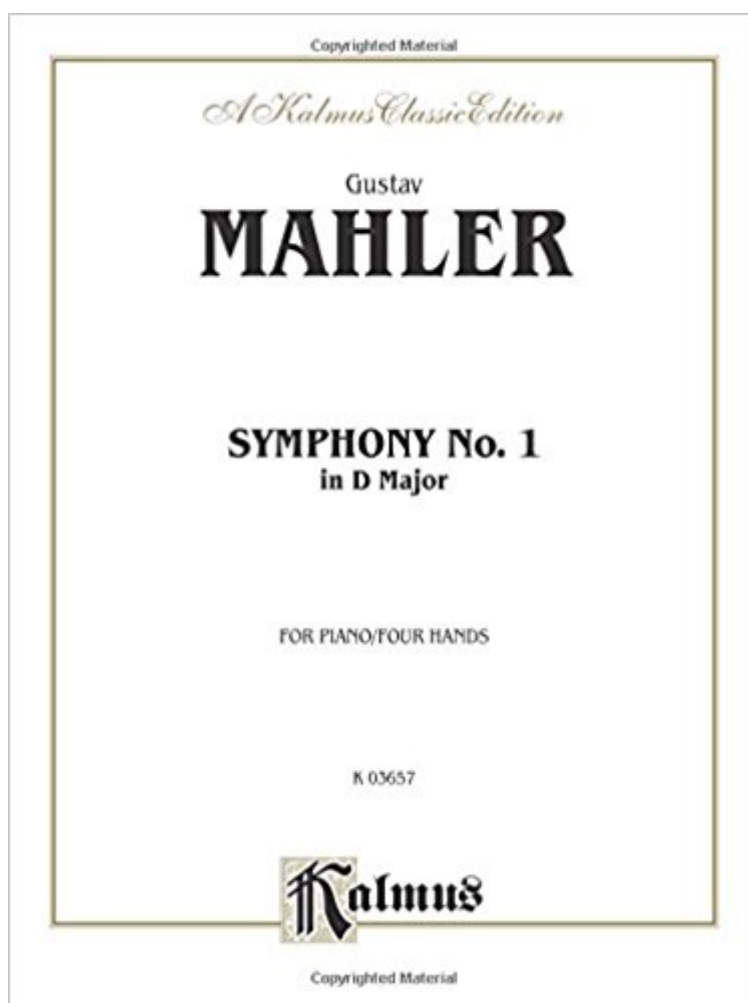 Copyrighted Material
A Kalmus Classic Edition
Gustav
MAHLER
SYMPHONY No. 1
in D Major
FOR PIANO/FOUR HANDS
K 03657
Kalmus
Copyrighted Material